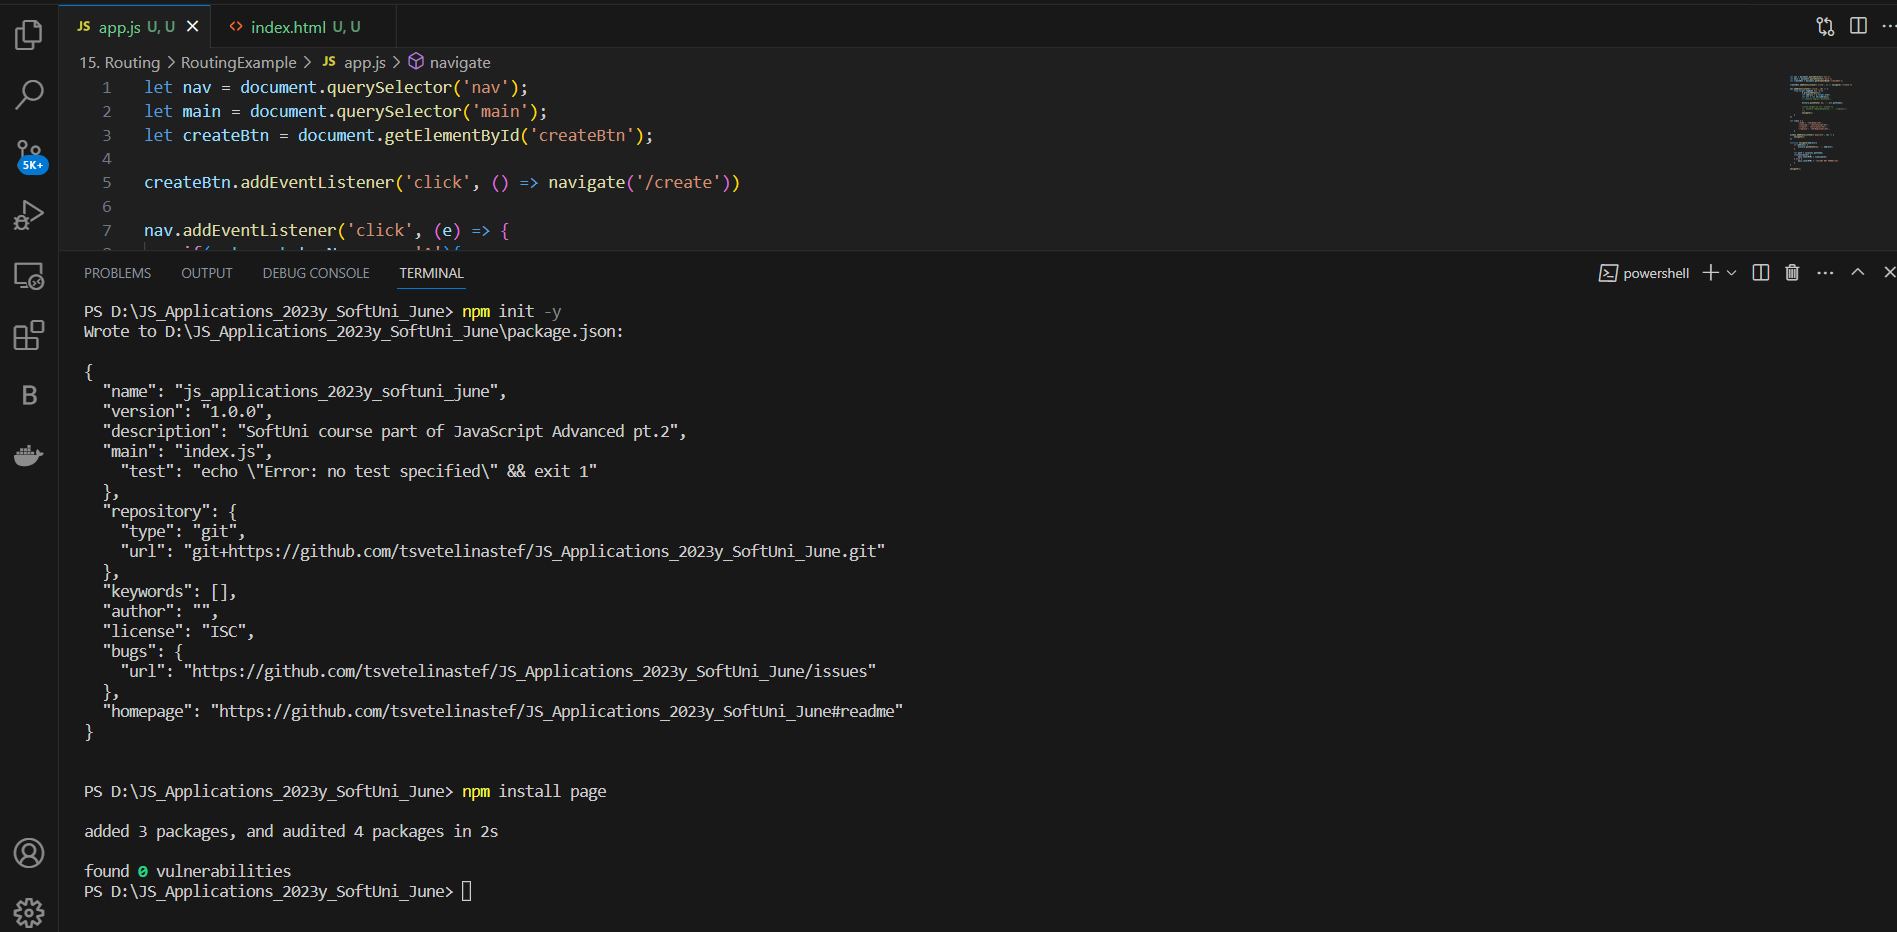 JS app.js U, U
<> index.html U, U
15. Routing > RoutingExample > JS app.js > navigate
1 let nav = document.querySelector('nav');
2 let main = document.querySelector('main');
3 let createBtn = document.getElementById('createBtn');
4
5 createBtn.addEventListener('click', () => navigate('/create'))
6
7 nav.addEventListener('click', (e) => {
5K+
B
PROBLEMS OUTPUT DEBUG CONSOLE TERMINAL
powershell
PS D:\JS_Applications_2023y_SoftUni_June> npm init -y
Wrote to D:\JS_Applications_2023y_SoftUni_June\package.json:
{
"name": "js_applications_2023y_softuni_june",
"version": "1.0.0",
"description": "SoftUni course part of JavaScript Advanced pt.2",
"main": "index.js",
"test": "echo \"Error: no test specified\" && exit 1"
},
"repository": {
"type": "git",
"url": "git+https://github.com/tsvetelinastef/JS_Applications_2023y_SoftUni_June.git"
},
"keywords": [],
"author": "",
"license": "ISC",
"bugs": {
"url": "https://github.com/tsvetelinastef/JS_Applications_2023y_SoftUni_June/issues"
},
"homepage": "https://github.com/tsvetelinastef/JS_Applications_2023y_SoftUni_June#readme"
}
PS D:\JS_Applications_2023y_SoftUni_June> npm install page
added 3 packages, and audited 4 packages in 2s
found 0 vulnerabilities
PS D:\JS_Applications_2023y_SoftUni_June>